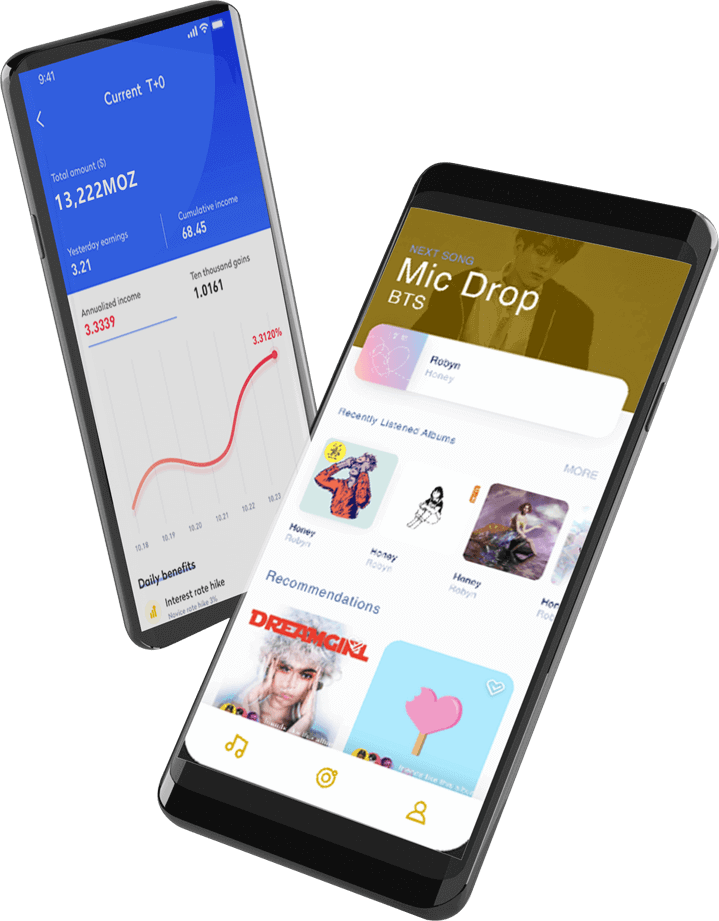 9:41
Current T+0
Total amount ($)
13,222MOZ
Yesterday earnings
3.21
Cumulative income
68.45
Annualized income
3.3339
Ten thousand gains
1.0161
3.3120%
10.18
10.19
10.20
10.21
10.22
10.23
Daily benefits
Interest rate hike
Novice rate hike 3%
NEXT SONG
Mic Drop
BTS
Robyn
Honey
Recently Listened Albums
MORE
Honey
Robyn
Honey
Robyn
Honey
Robyn
Recommendations
DREAMGIRL